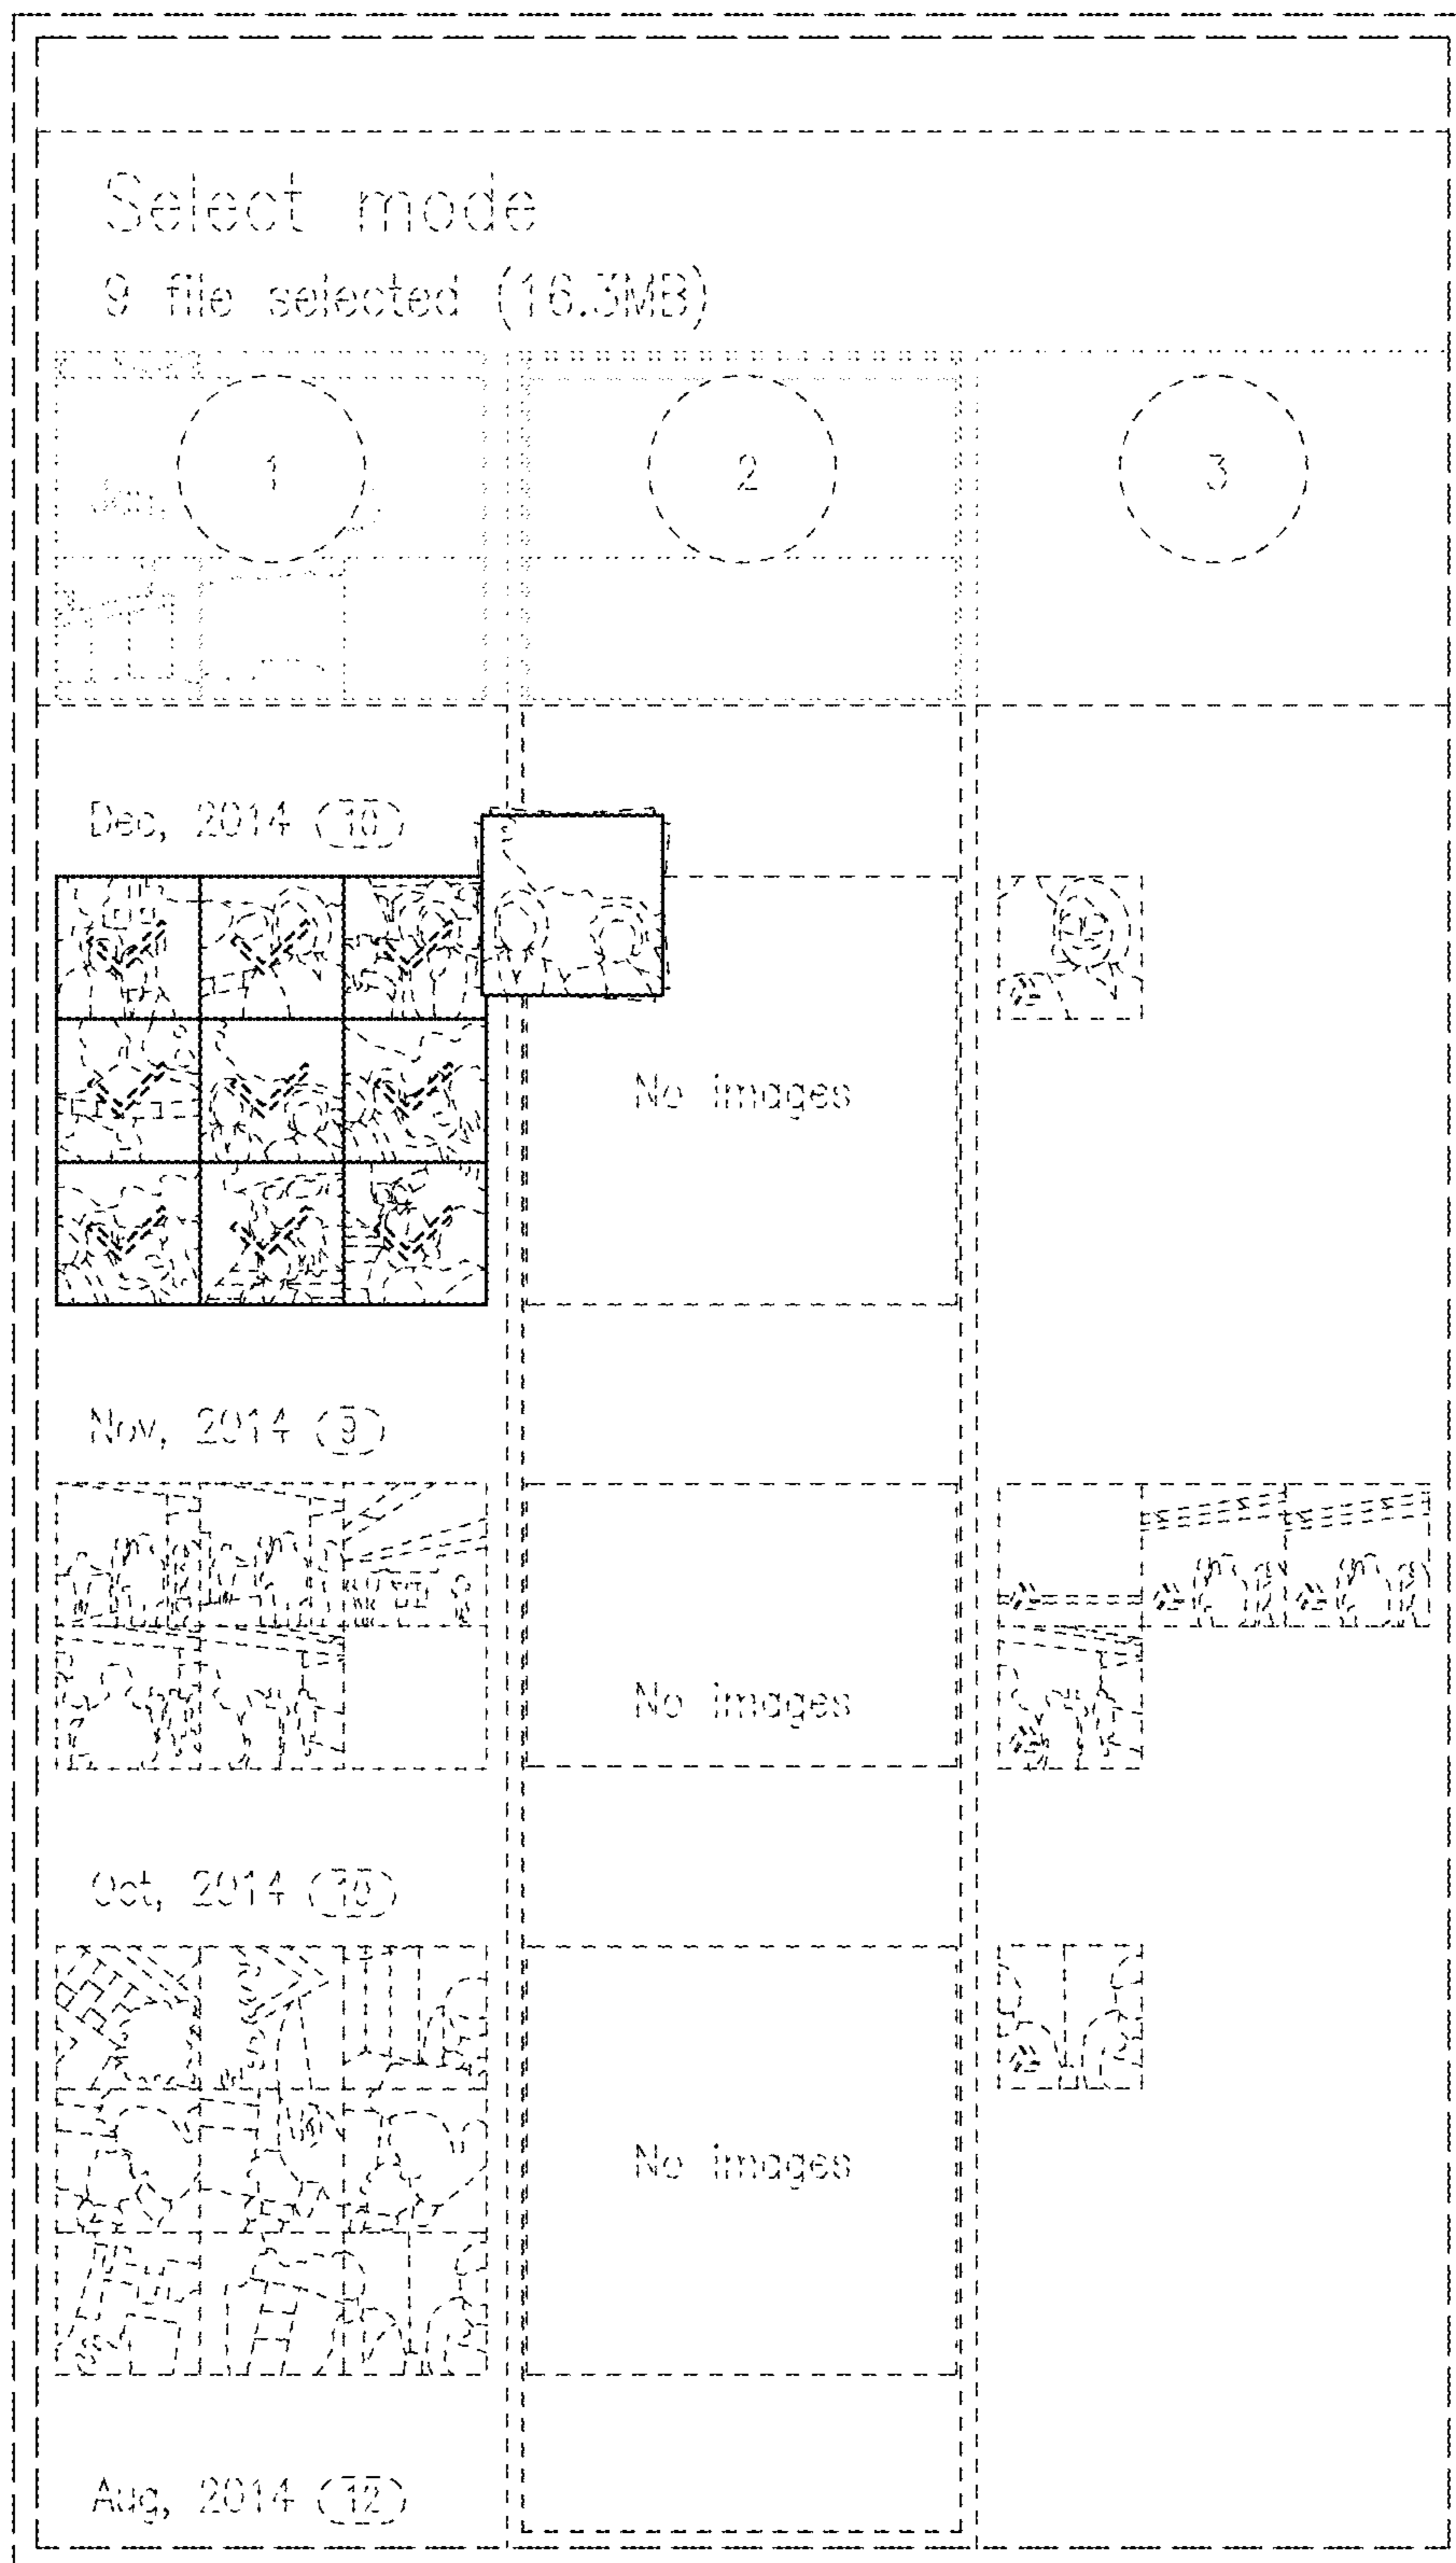 Select mode
9 file selected (16.3MB)
1 2 3
Jan,
Dec, 2014 (10)
No images
Nov, 2014 (9)
No images
Oct, 2014 (10)
No images
Aug, 2014 (12)